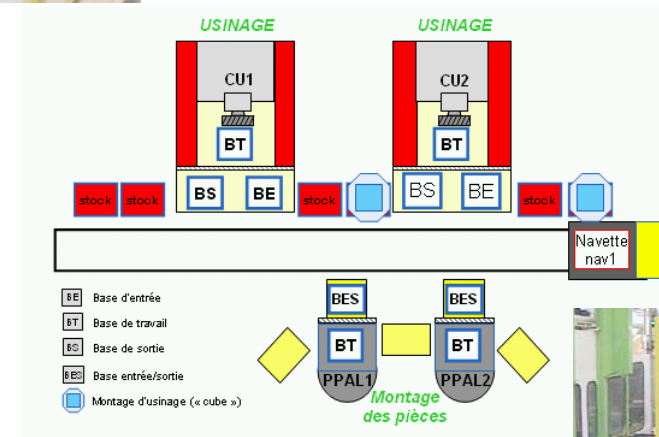 USINAGE USINAGE
CU1 CU2
BT BT
BS BE BS BE
stock stock stock stock
Navette
nav1
BE Base d'entrée
BT Base de travail
BS Base de sortie
BES Base entrée/sortie
Montage d'usinage (« cube »)
BES BES
BT BT
PPAL1 PPAL2
Montage
des pièces